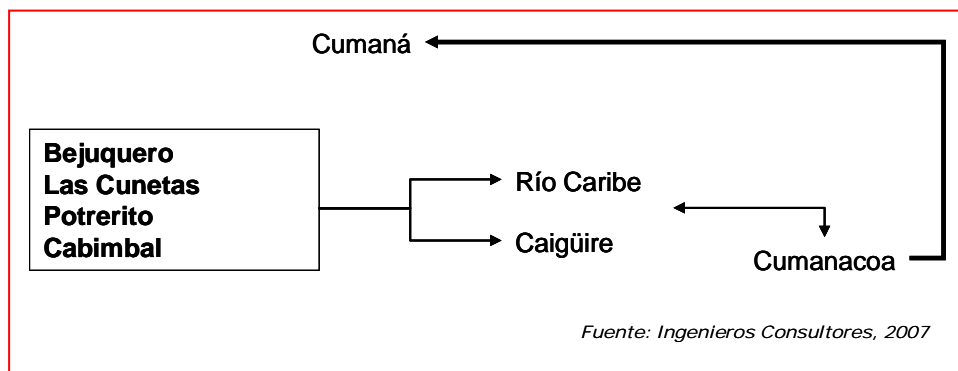 Cumaná
Bejuquero
Las Cunetas
Potrerito
Cabimbal
Río Caribe
Caigüire
Cumanacoa
Fuente: Ingenieros Consultores, 2007